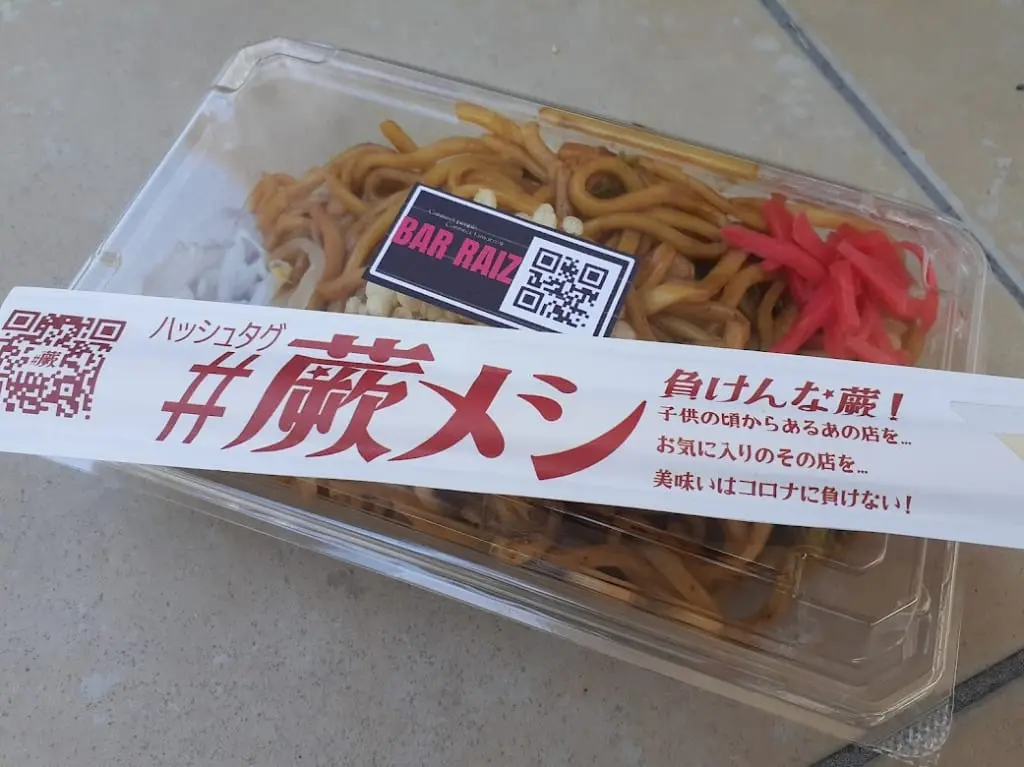 BAR RAIZ
#蕨
ハッシュタグ
#蕨メシ
負けんな蕨!
子供の頃からあるあの店を...
お気に入りのその店を...
美味いはコロナに負けない!